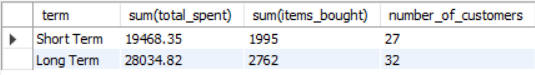 term sum(total_spent) sum(items_bought) number_of_customers
Short Term 19468.35 1995 27
Long Term 28034.82 2762 32